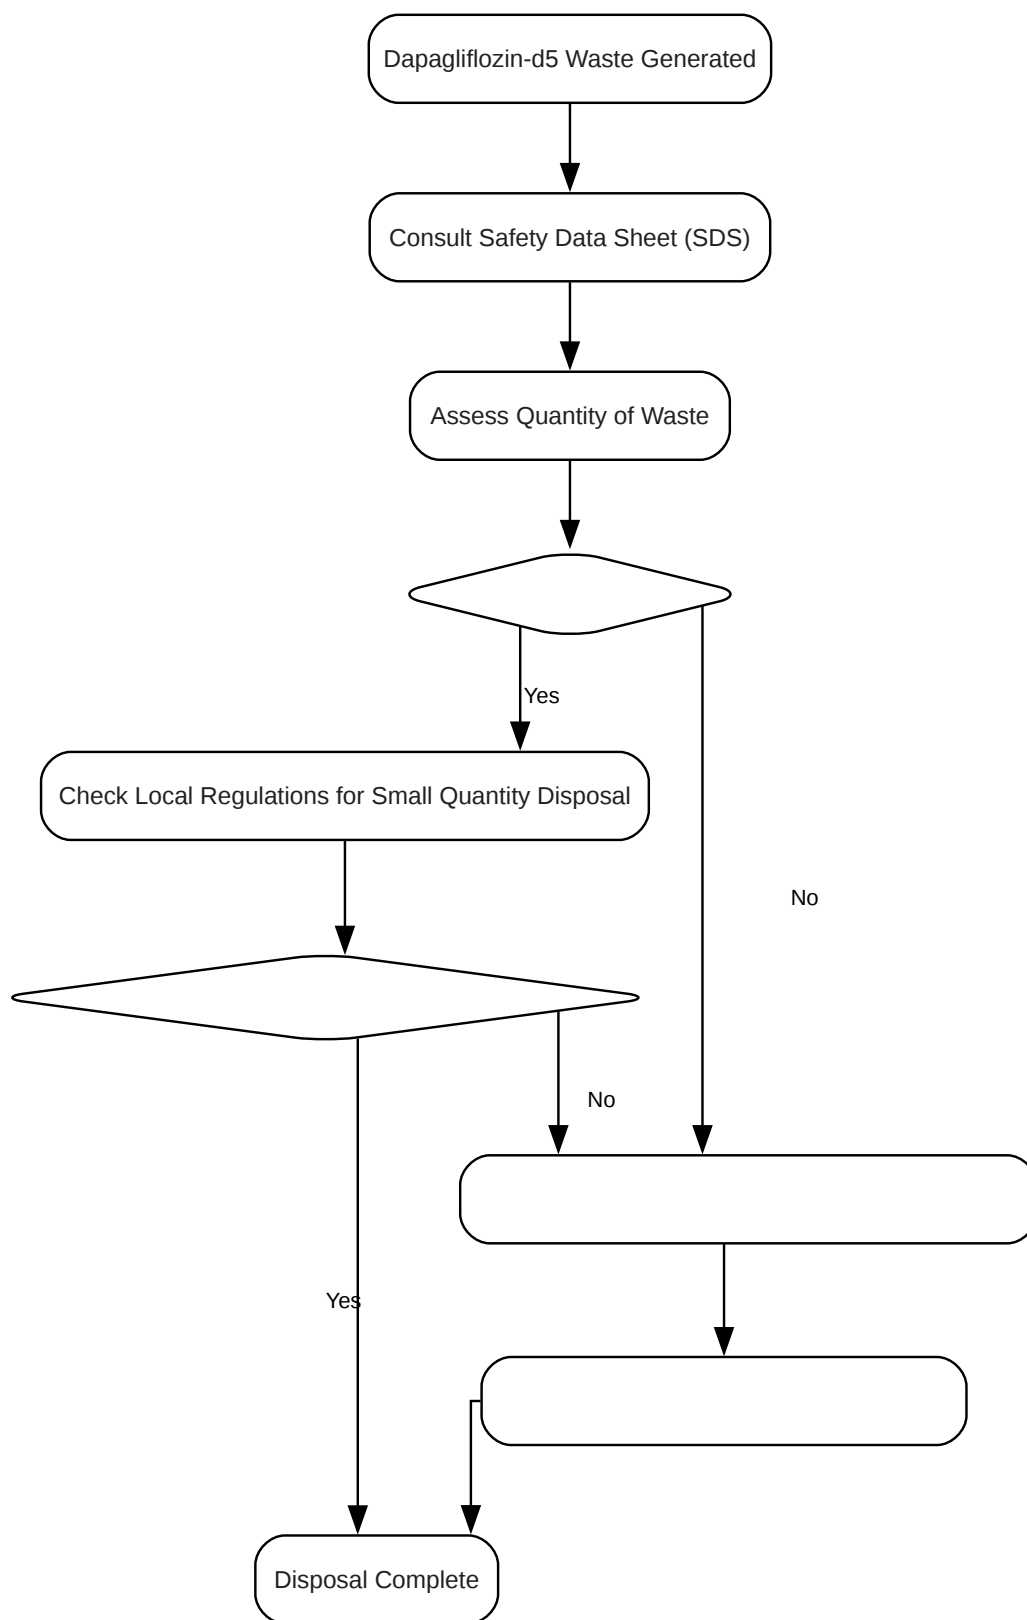 Dapagliflozin-d5 Waste Generated
Consult Safety Data Sheet (SDS)
Assess Quantity of Waste
Yes
Check Local Regulations for Small Quantity Disposal
No
No
Yes
Disposal Complete